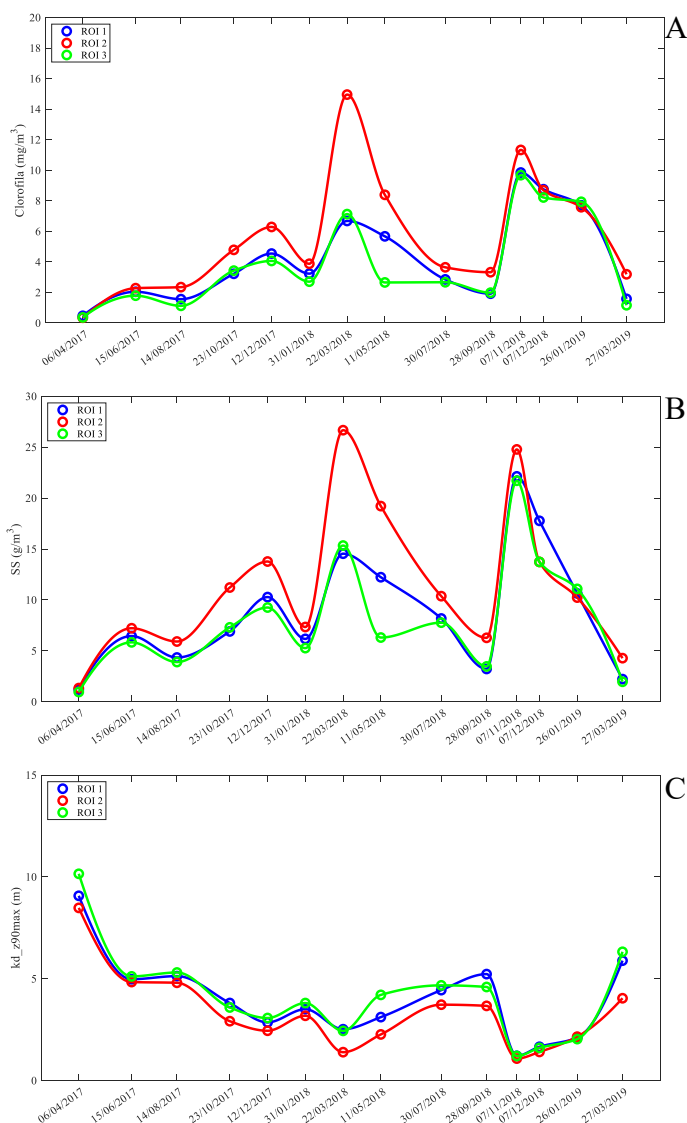 A
20
18
16
14
12
10
8
6
4
2
0
Clorofila (mg/m³)
ROI 1
ROI 2
ROI 3
06/04/2017 15/06/2017 14/08/2017 23/10/2017 12/12/2017 31/01/2018 22/03/2018 11/05/2018 30/07/2018 28/09/2018 07/11/2018 07/12/2018 26/01/2019 27/03/2019
B
30
25
20
15
10
5
0
SS (g/m³)
ROI 1
ROI 2
ROI 3
06/04/2017 15/06/2017 14/08/2017 23/10/2017 12/12/2017 31/01/2018 22/03/2018 11/05/2018 30/07/2018 28/09/2018 07/11/2018 07/12/2018 26/01/2019 27/03/2019
C
15
10
5
0
kd_z90max (m)
ROI 1
ROI 2
ROI 3
06/04/2017 15/06/2017 14/08/2017 23/10/2017 12/12/2017 31/01/2018 22/03/2018 11/05/2018 30/07/2018 28/09/2018 07/11/2018 07/12/2018 26/01/2019 27/03/2019